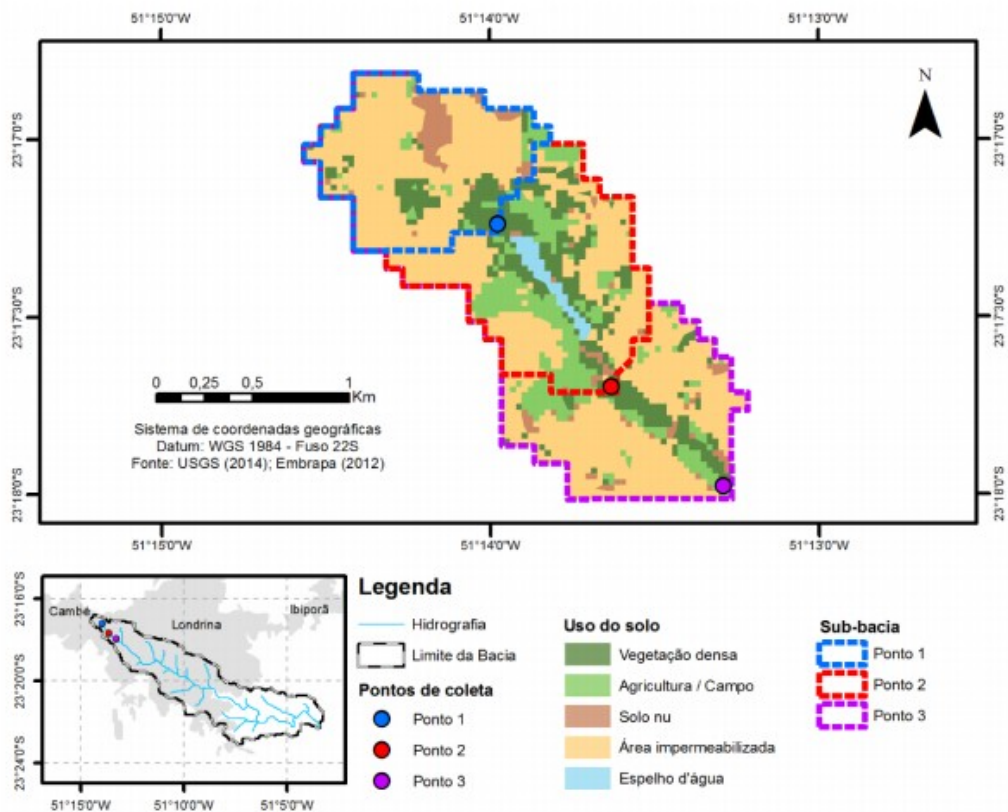 51°15'0"W 51°14'0"W 51°13'0"W
N
23°17'0"S 23°17'0"S
23°17'30"S 23°17'30"S
0 0,25 0,5 1
Km
Sistema de coordenadas geográficas
Datum: WGS 1984 - Fuso 22S
Fonte: USGS (2014); Embrapa (2012)
23°18'0"S 23°18'0"S
51°15'0"W 51°14'0"W 51°13'0"W
23°16'0"S
Cambé
Londrina
Ibiporã
23°20'0"S
23°24'0"S
51°15'0"W 51°10'0"W 51°5'0"W
Legenda
Hidrografia
Limite da Bacia
Pontos de coleta
Ponto 1
Ponto 2
Ponto 3
Uso do solo
Vegetação densa
Agricultura / Campo
Solo nu
Área impermeabilizada
Espelho d'água
Sub-bacia
Ponto 1
Ponto 2
Ponto 3